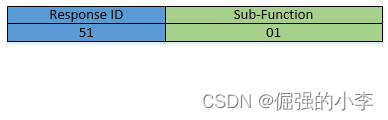 Response ID Sub-Function
51 01
CSDN @倔强的小李